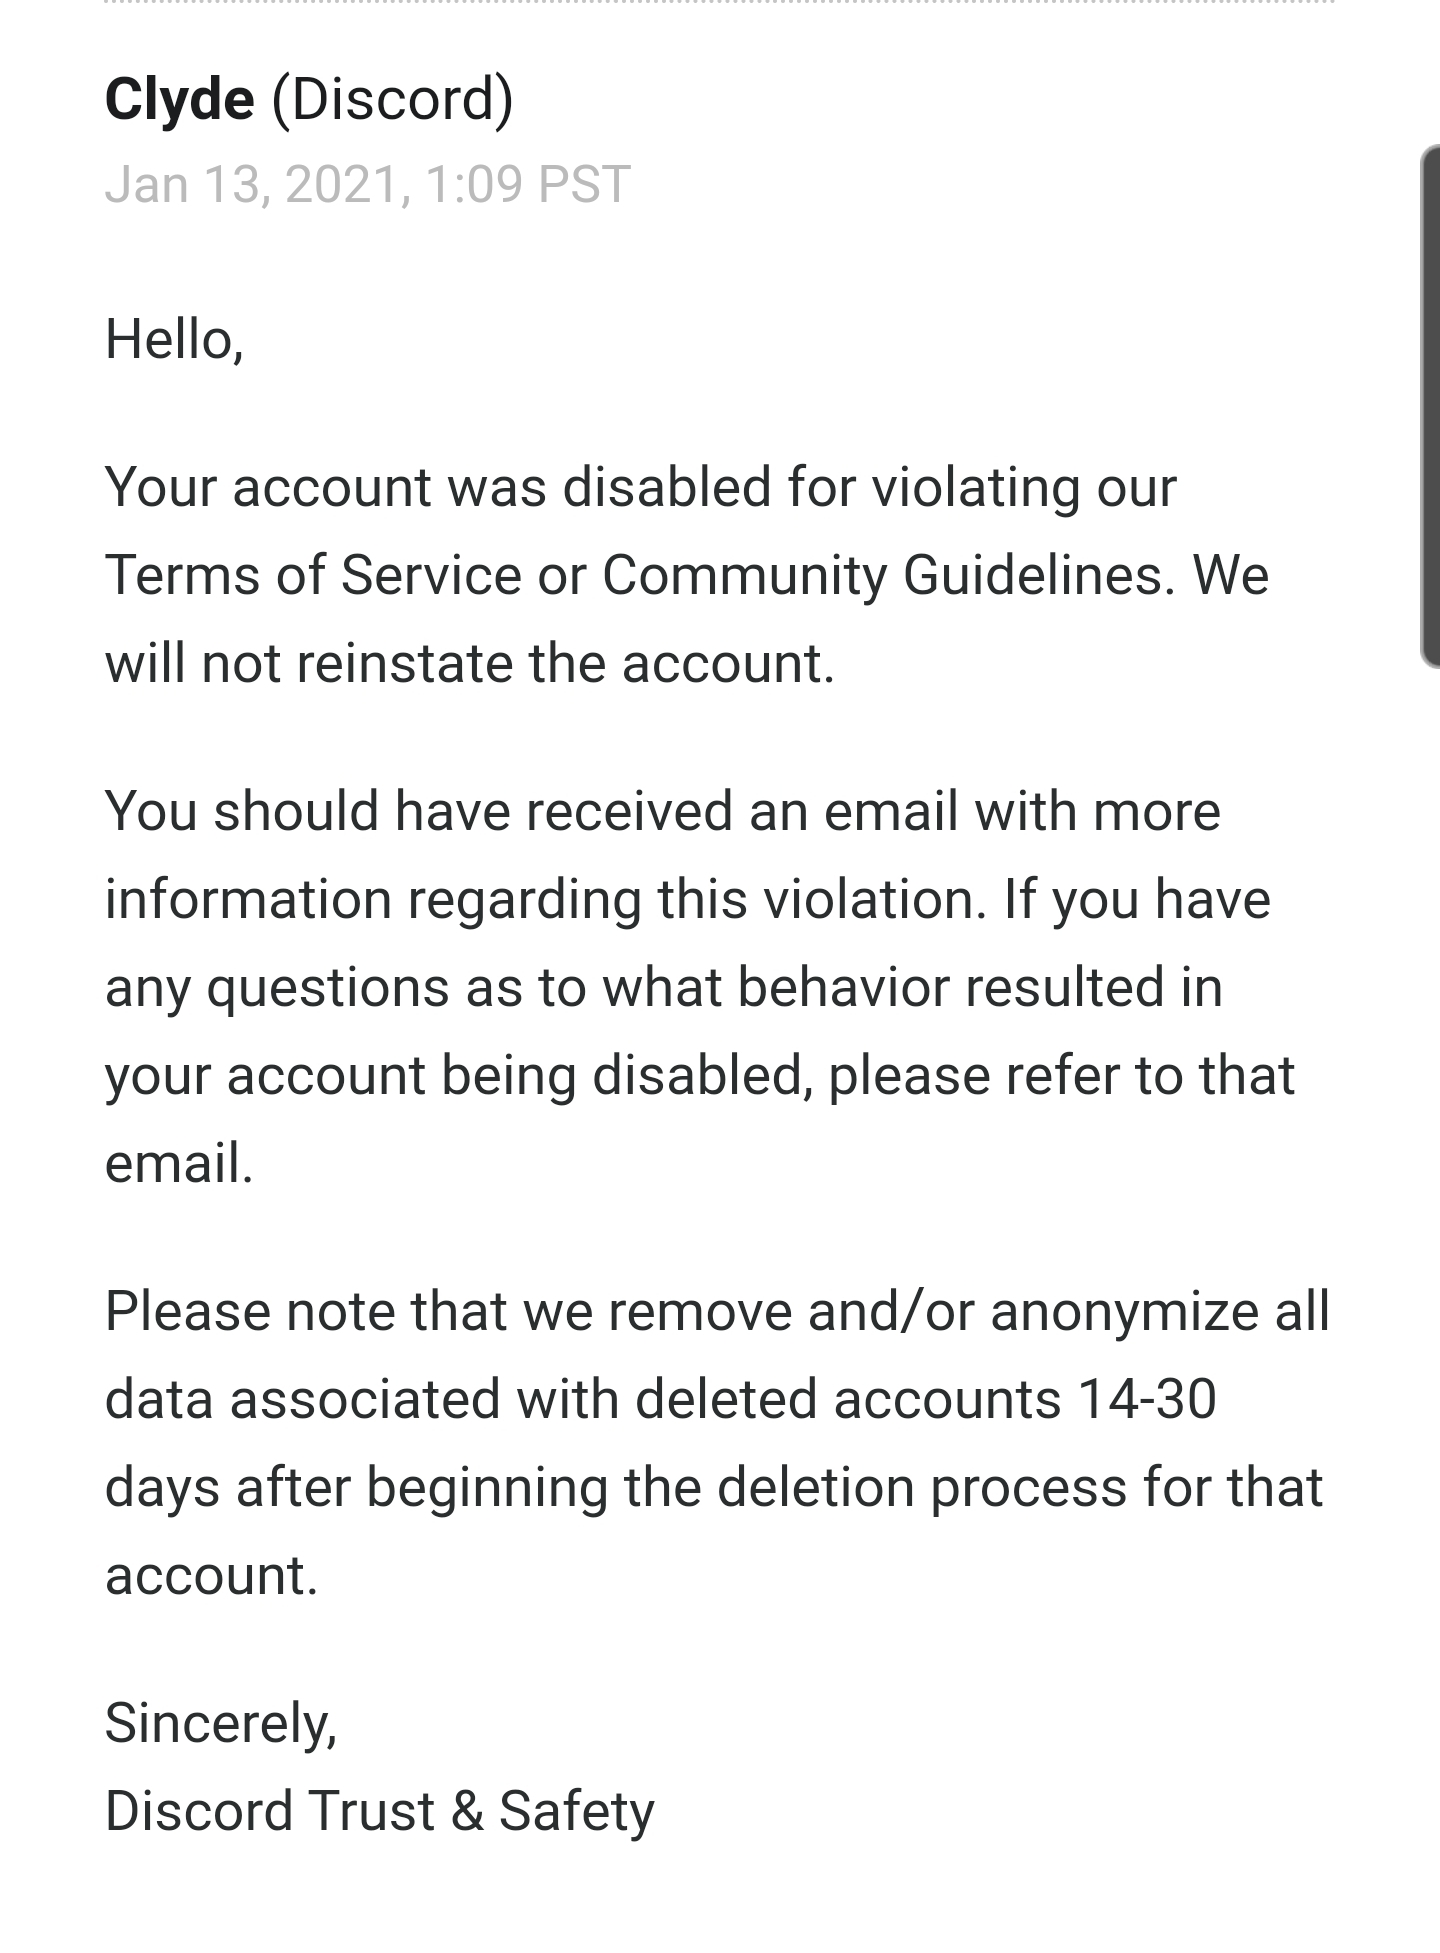 Clyde (Discord)
Jan 13, 2021, 1:09 PST
Hello,
Your account was disabled for violating our
Terms of Service or Community Guidelines. We
will not reinstate the account.
You should have received an email with more
information regarding this violation. If you have
any questions as to what behavior resulted in
your account being disabled, please refer to that
email.
Please note that we remove and/or anonymize all
data associated with deleted accounts 14-30
days after beginning the deletion process for that
account.
Sincerely,
Discord Trust & Safety